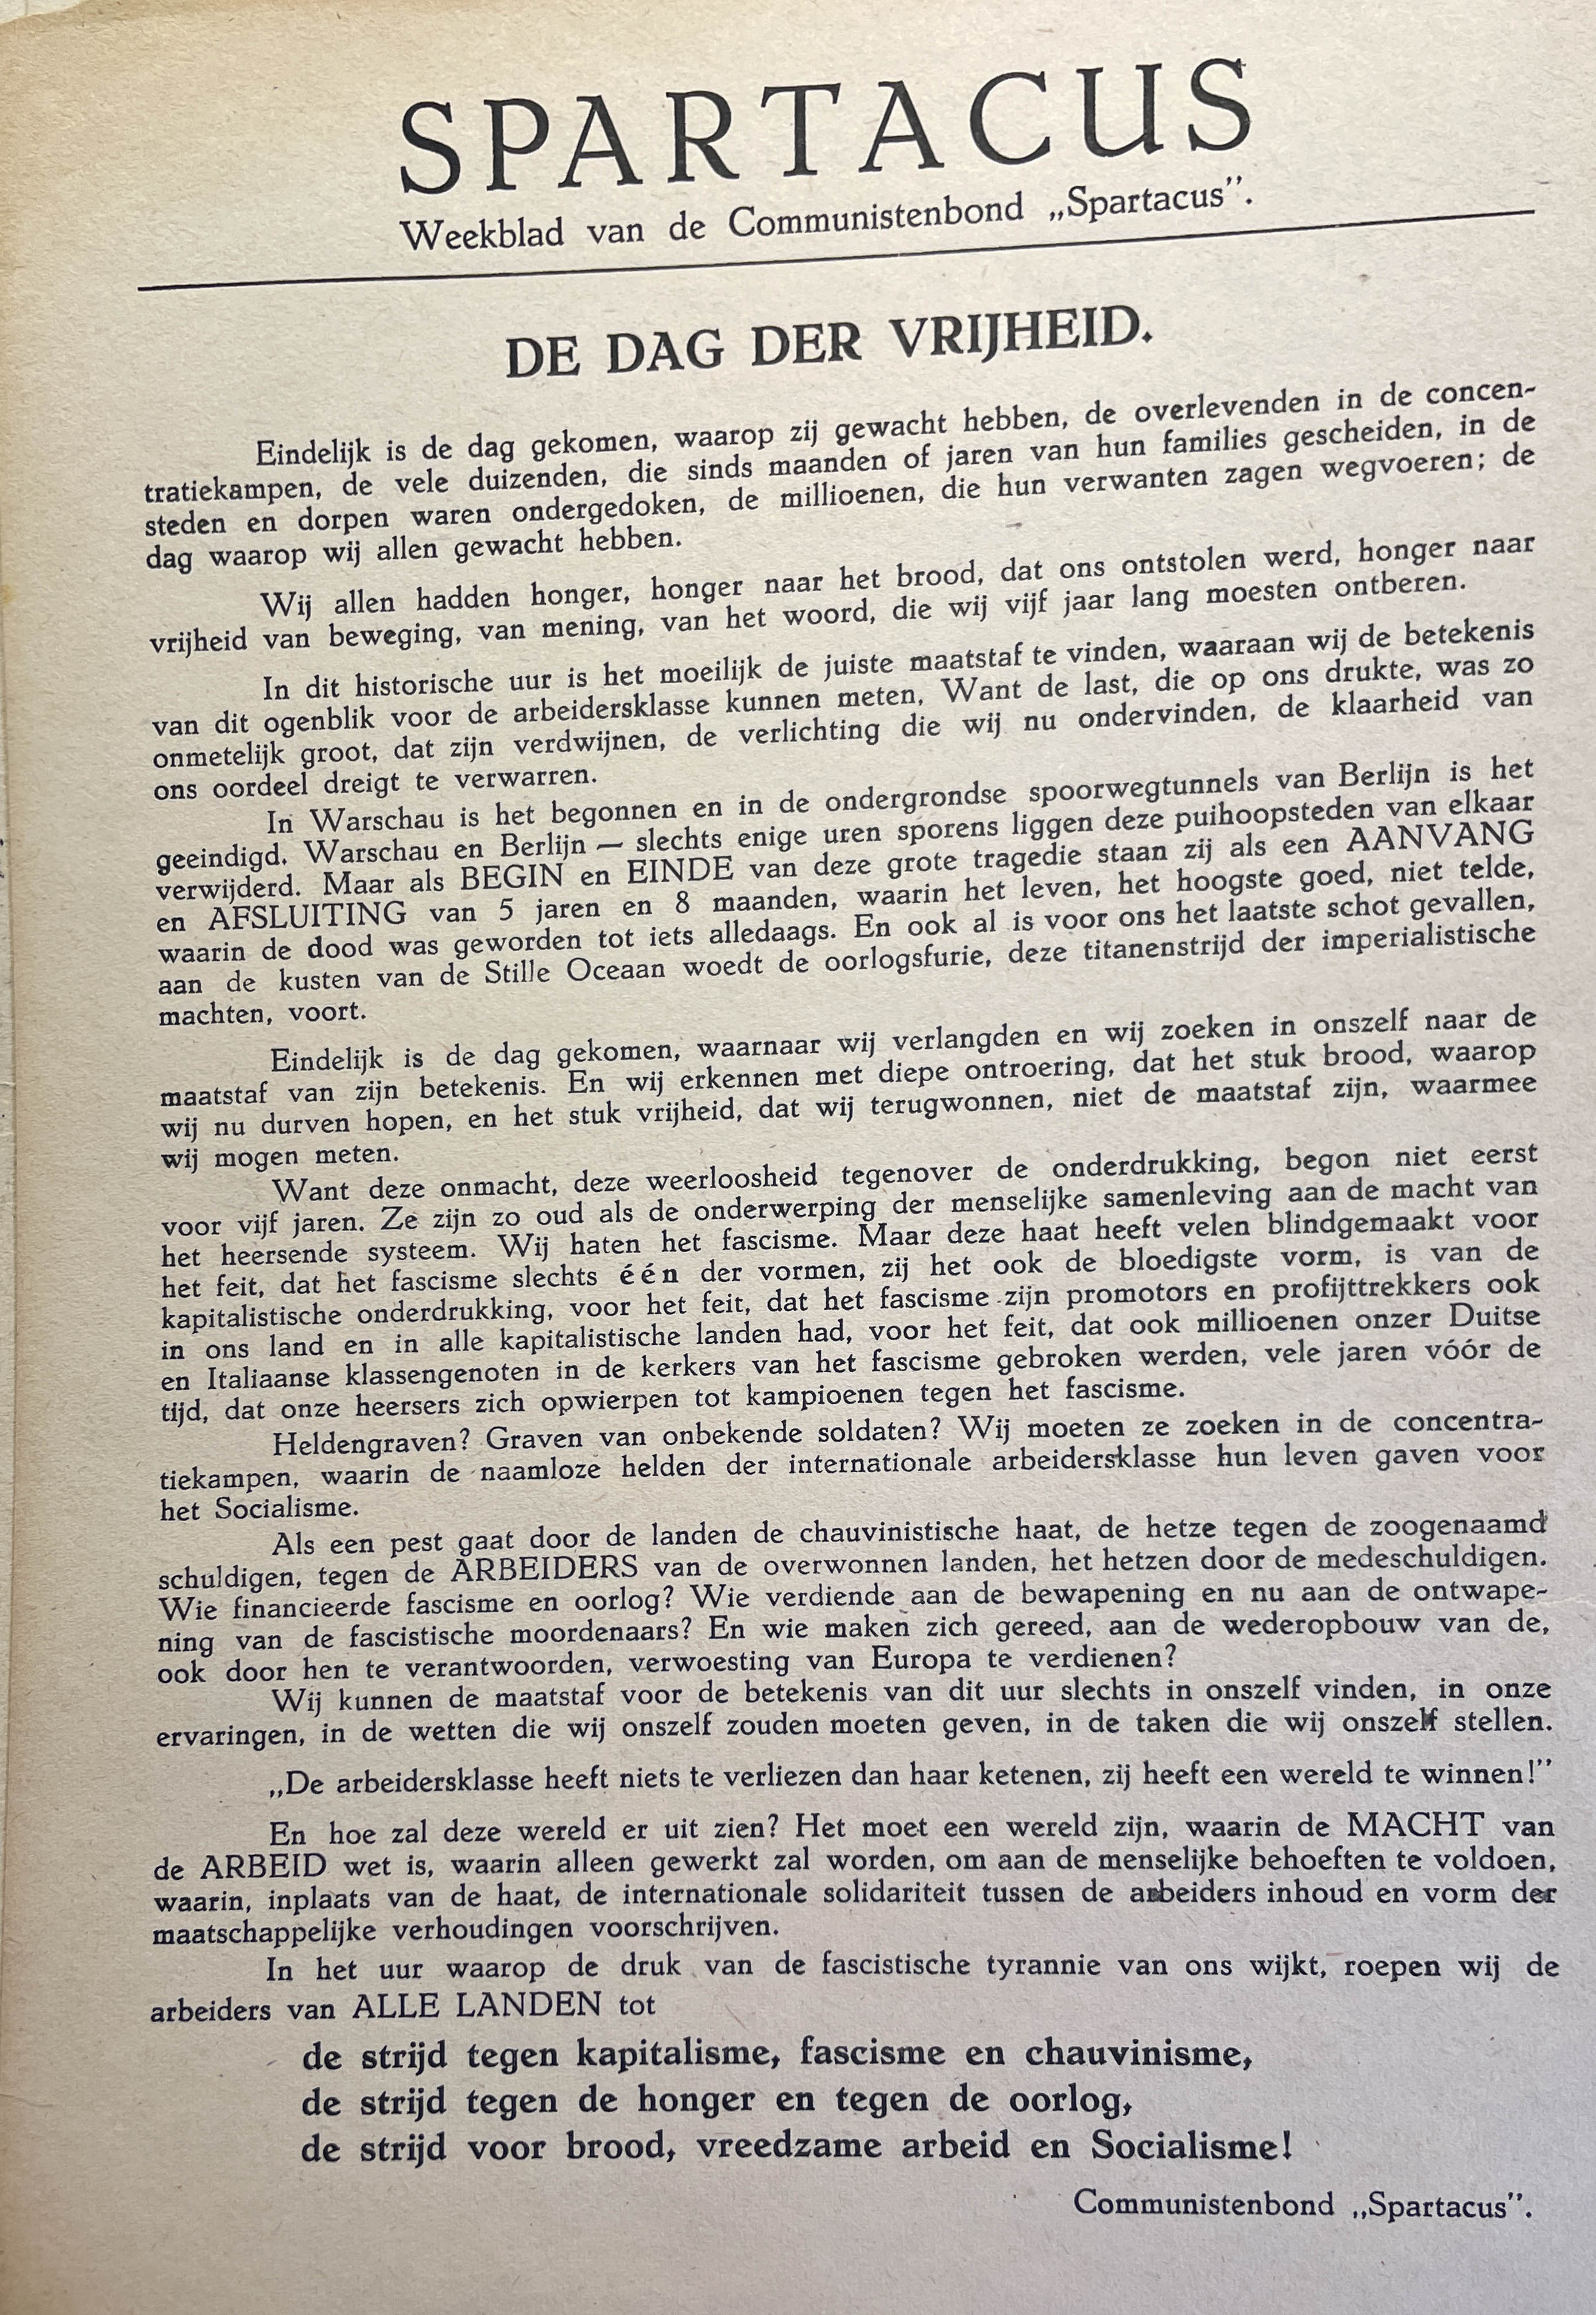 SPARTACUS
Weekblad van de Communistenbond „Spartacus”.
DE DAG DER VRIJHEID.
Eindelijk is de dag gekomen, waarop zij gewacht hebben, de overlevenden in de concen-
tratiekampen, de vele duizenden, die sinds maanden of jaren van hun families gescheiden, in de
steden en dorpen waren ondergedoken, de millioenen, die hun verwanten zagen wegvoeren; de
dag waarop wij allen gewacht hebben.
Wij allen hadden honger, honger naar het brood, dat ons ontstolen werd, honger naar
vrijheid van beweging, van mening, van het woord, die wij vijf jaar lang moesten ontberen.
In dit historische uur is het moeilijk de juiste maatstaf te vinden, waaraan wij de betekenis
van dit ogenblik voor de arbeidersklasse kunnen meten, Want de last, die op ons drukte, was zo
onmetelijk groot, dat zijn verdwijnen, de verlichting die wij nu ondervinden, de klaarheid van
ons oordeel dreigt te verwarren.
In Warschau is het begonnen en in de ondergrondse spoorwegtunnels van Berlijn is het
geeindigd. Warschau en Berlijn — slechts enige uren sporens liggen deze puihoopsteden van elkaar
verwijderd. Maar als BEGIN en EINDE van deze grote tragedie staan zij als een AANVANG
en AFSLUITING van 5 jaren en 8 maanden, waarin het leven, het hoogste goed, niet telde,
waarin de dood was geworden tot iets alledaags. En ook al is voor ons het laatste schot gevallen,
aan de kusten van de Stille Oceaan woedt de oorlogsfurie, deze titanenstrijd der imperialistische
machten, voort.
Eindelijk is de dag gekomen, waarnaar wij verlangden en wij zoeken in onszelf naar de
maatstaf van zijn betekenis. En wij erkennen met diepe ontroering, dat het stuk brood, waarop
wij nu durven hopen, en het stuk vrijheid, dat wij terugwonnen, niet de maatstaf zijn, waarmee
wij mogen meten.
Want deze onmacht, deze weerloosheid tegenover de onderdrukking, begon niet eerst
voor vijf jaren. Ze zijn zo oud als de onderwerping der menselijke samenleving aan de macht van
het heersende systeem. Wij haten het fascisme. Maar deze haat heeft velen blindgemaakt voor
het feit, dat het fascisme slechts één der vormen, zij het ook de bloedigste vorm, is van de
kapitalistische onderdrukking, voor het feit, dat het fascisme zijn promotors en profijttrekkers ook
in ons land en in alle kapitalistische landen had, voor het feit, dat ook millioenen onzer Duitse
en Italiaanse klassengenoten in de kerkers van het fascisme gebroken werden, vele jaren vóór de
tijd, dat onze heersers zich opwierpen tot kampioenen tegen het fascisme.
Heldengraven? Graven van onbekende soldaten? Wij moeten ze zoeken in de concentra-
tiekampen, waarin de naamloze helden der internationale arbeidersklasse hun leven gaven voor
het Socialisme.
Als een pest gaat door de landen de chauvinistische haat, de hetze tegen de zoogenaamd
schuldigen, tegen de ARBEIDERS van de overwonnen landen, het hetzen door de medeschuldigen.
Wie financieerde fascisme en oorlog? Wie verdiende aan de bewapening en nu aan de ontwape-
ning van de fascistische moordenaars? En wie maken zich gereed, aan de wederopbouw van de,
ook door hen te verantwoorden, verwoesting van Europa te verdienen?
Wij kunnen de maatstaf voor de betekenis van dit uur slechts in onszelf vinden, in onze
ervaringen, in de wetten die wij onszelf zouden moeten geven, in de taken die wij onszelf stellen.
„De arbeidersklasse heeft niets te verliezen dan haar ketenen, zij heeft een wereld te winnen!”
En hoe zal deze wereld er uit zien? Het moet een wereld zijn, waarin de MACHT van
de ARBEID wet is, waarin alleen gewerkt zal worden, om aan de menselijke behoeften te voldoen,
waarin, inplaats van de haat, de internationale solidariteit tussen de arbeiders inhoud en vorm der
maatschappelijke verhoudingen voorschrijven.
In het uur waarop de druk van de fascistische tyrannie van ons wijkt, roepen wij de
arbeiders van ALLE LANDEN tot
de strijd tegen kapitalisme, fascisme en chauvinisme,
de strijd tegen de honger en tegen de oorlog,
de strijd voor brood, vreedzame arbeid en Socialisme!
Communistenbond „Spartacus”.